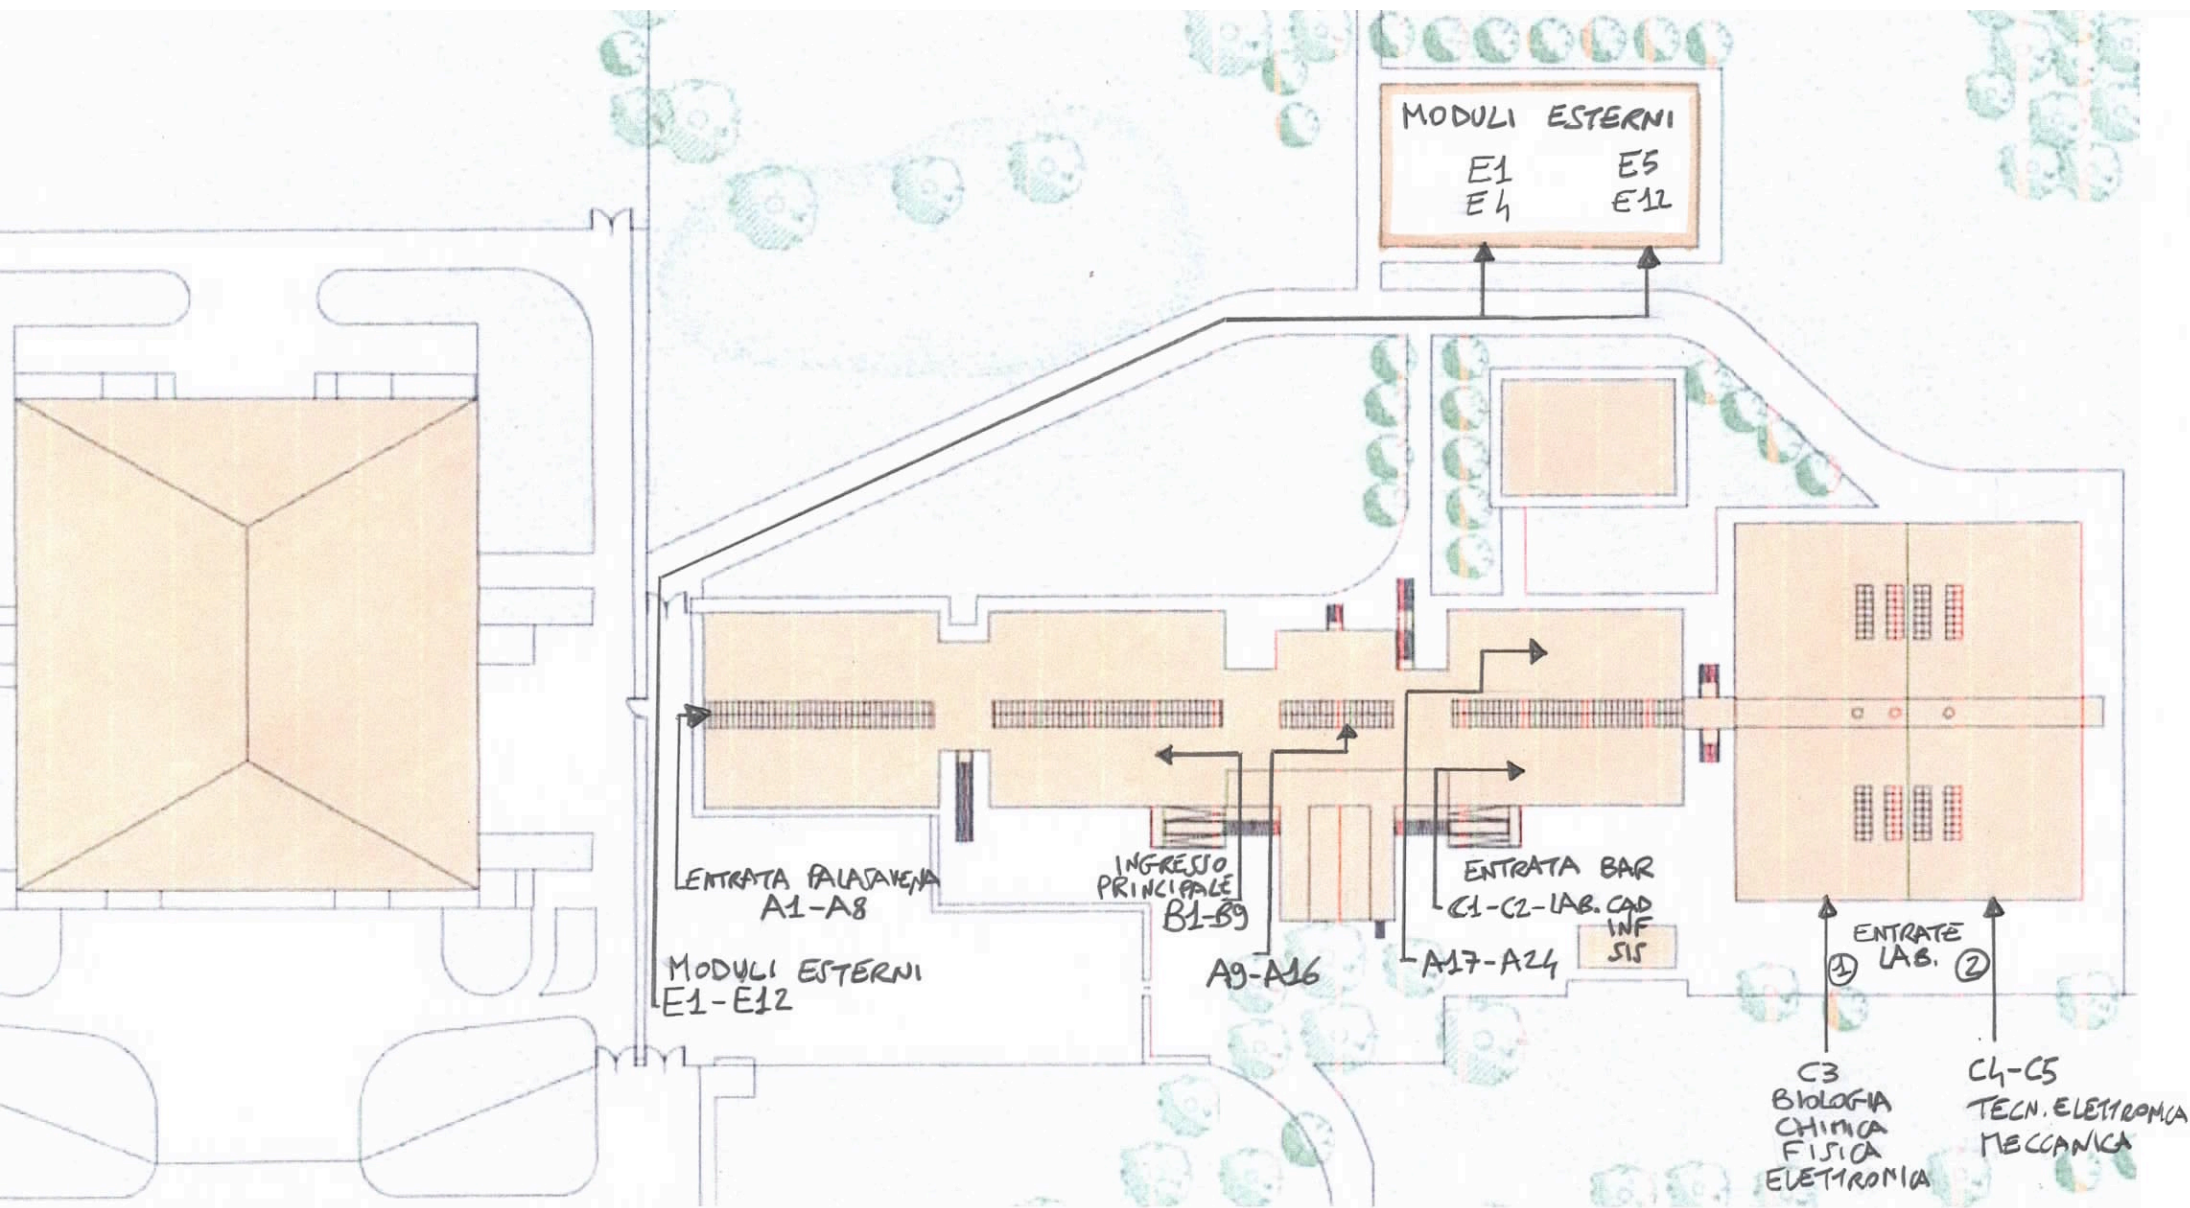 MODULI ESTERNI
E1 E5
E4 E12
ENTRATA PALASAVENA
A1-A8
MODULI ESTERNI
E1-E12
INGRESSO
PRINCIPALE
B1-B9
A9-A16
ENTRATA BAR
C1-C2-LAB. CAD
INF
SIS
A17-A24
ENTRATE
LAB.
1 2
C3
BIOLOGIA
CHIMICA
FISICA
ELETTRONICA
C4-C5
TECN. ELETTRONICA
MECCANICA